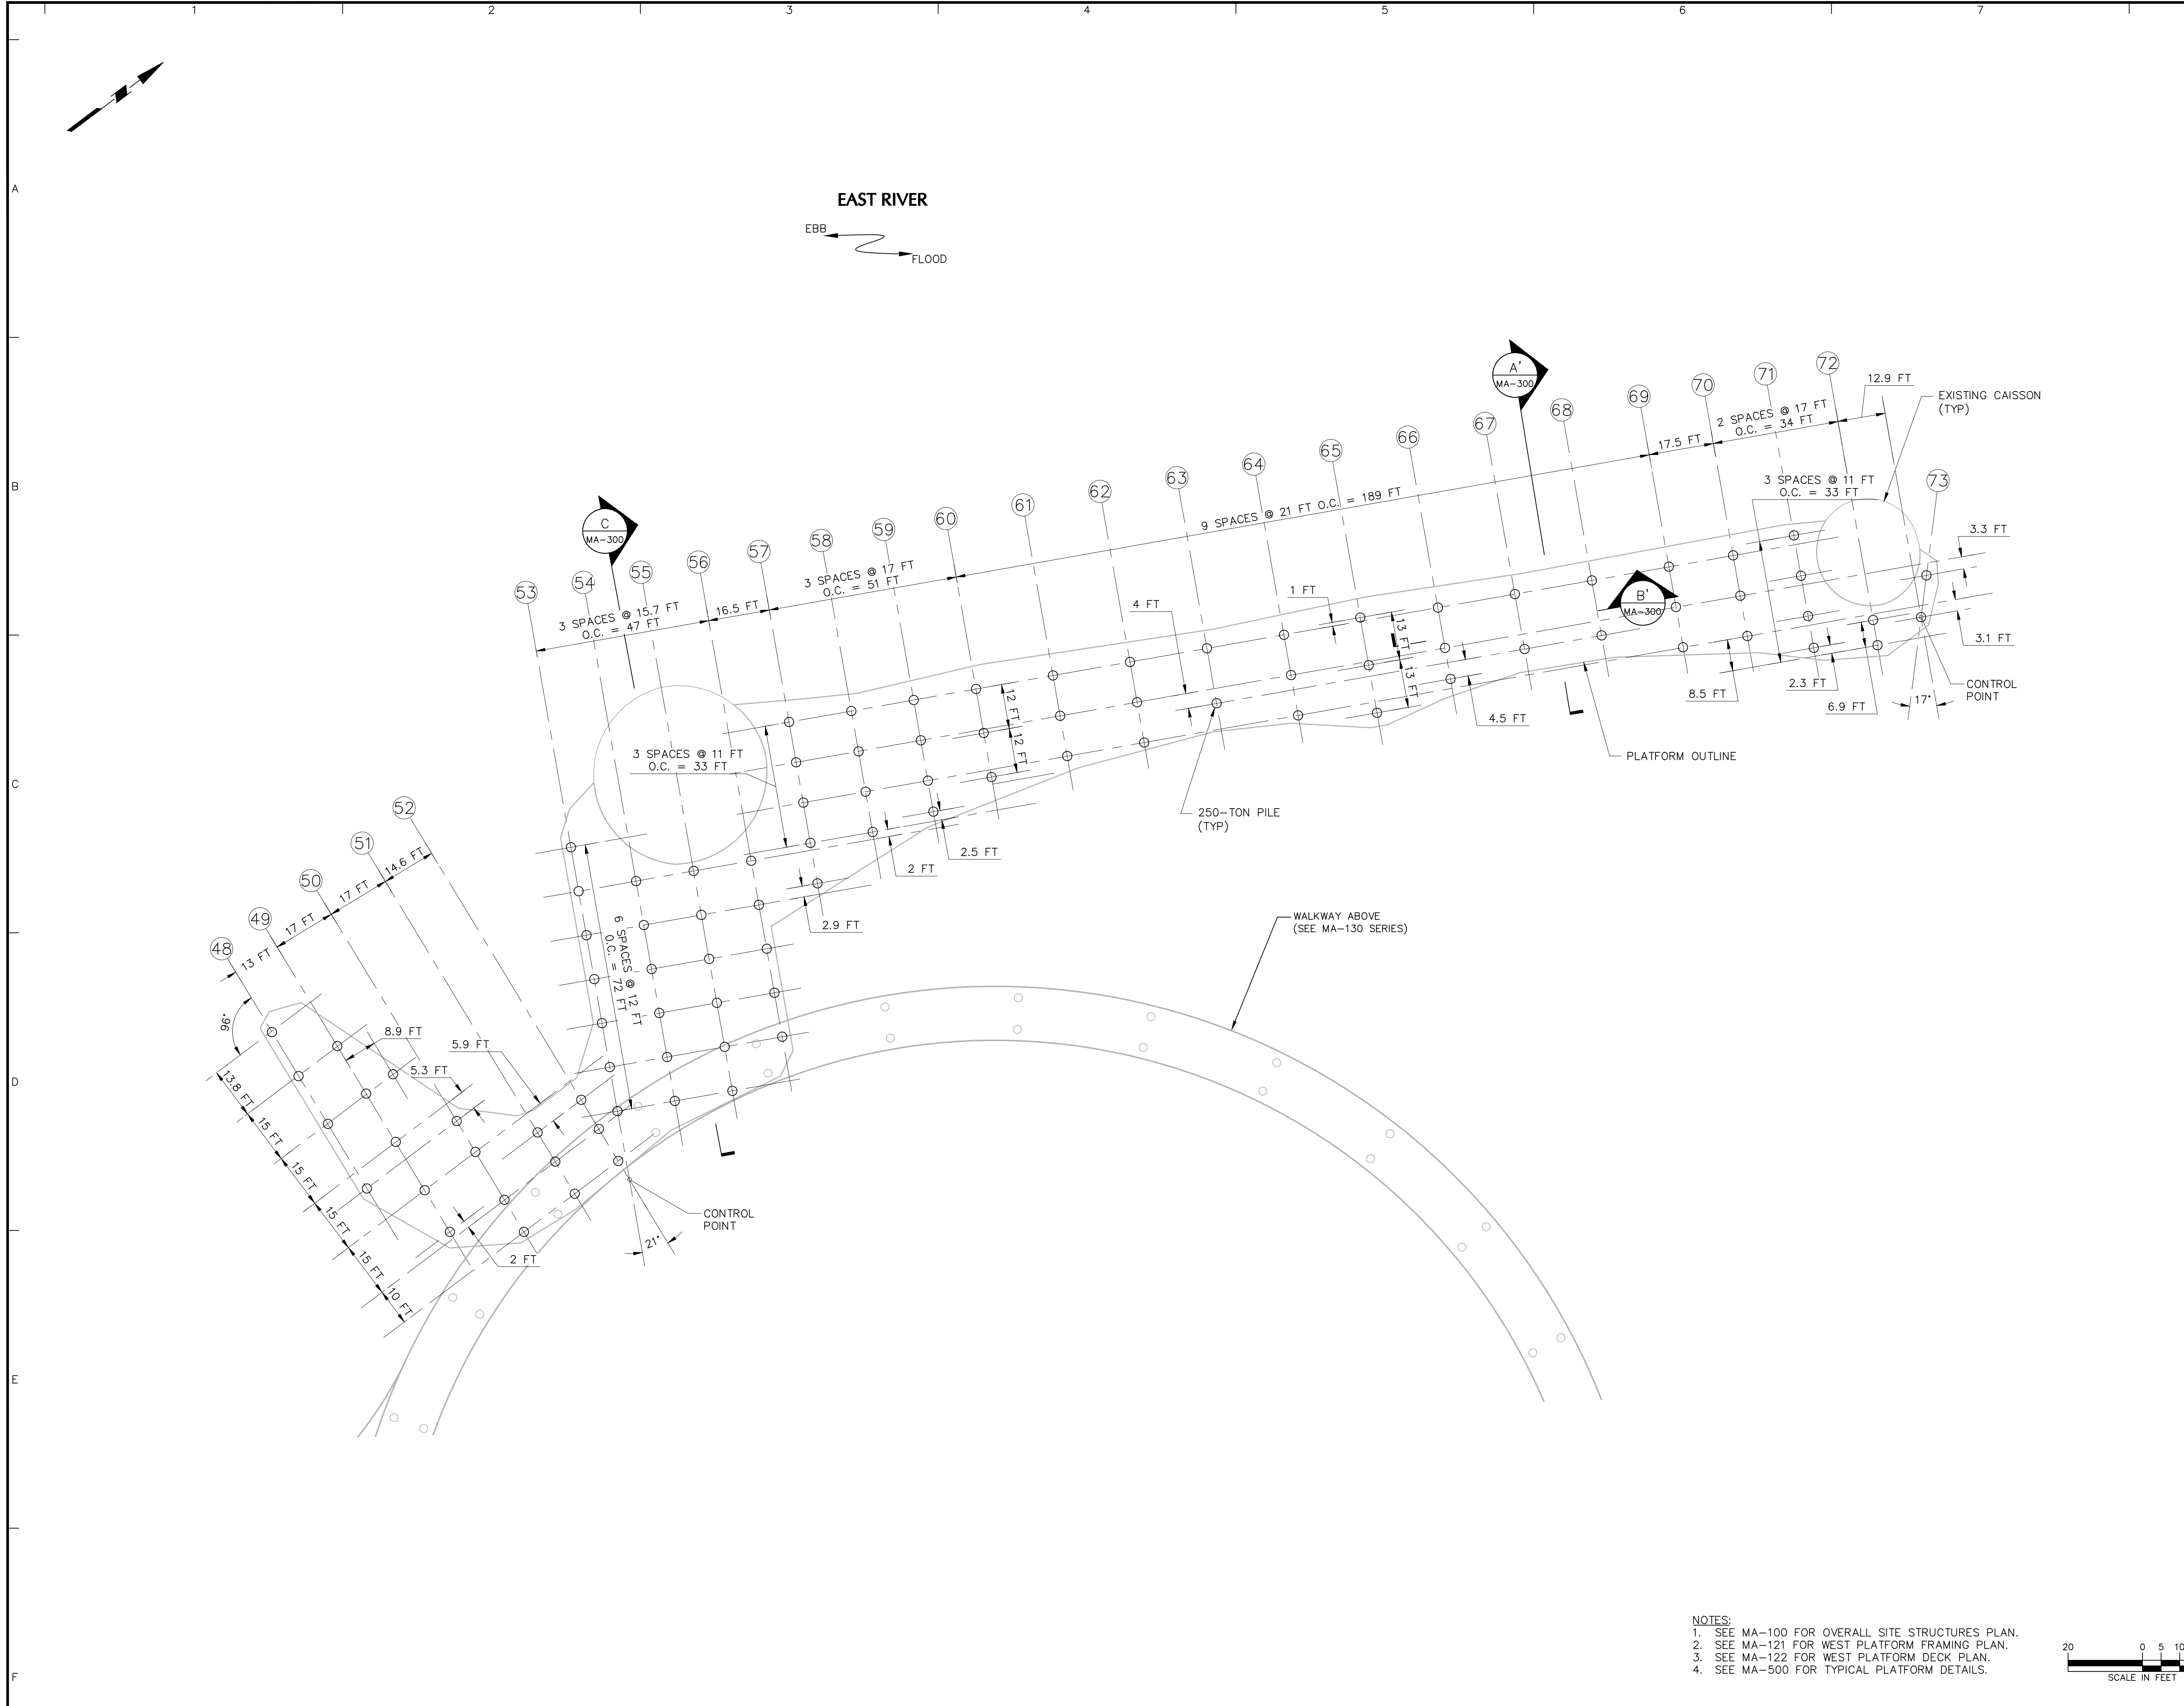 1 2 3 4 5 6 7
A
B
C
D
E
F
EAST RIVER
EBB
FLOOD
A'
MA-300
C
MA-300
B'
MA-300
48
49
50
51
52
53
54
55
56
57
58
59
60
61
62
63
64
65
66
67
68
69
70
71
72
73
3 SPACES @ 15.7 FT
O.C. = 47 FT
16.5 FT
3 SPACES @ 17 FT
O.C. = 51 FT
9 SPACES @ 21 FT O.C. = 189 FT
17.5 FT
2 SPACES @ 17 FT
O.C. = 34 FT
12.9 FT
EXISTING CAISSON
(TYP)
3 SPACES @ 11 FT
O.C. = 33 FT
3.3 FT
3.1 FT
1 FT
4 FT
13 FT
13 FT
12 FT
12 FT
4.5 FT
8.5 FT
2.3 FT
6.9 FT
17°
CONTROL
POINT
PLATFORM OUTLINE
3 SPACES @ 11 FT
O.C. = 33 FT
250-TON PILE
(TYP)
2.5 FT
2 FT
2.9 FT
6 SPACES @ 12 FT
O.C. = 72 FT
WALKWAY ABOVE
(SEE MA-130 SERIES)
13 FT
17 FT
17 FT
14.6 FT
96°
8.9 FT
5.9 FT
5.3 FT
13.8 FT
15 FT
15 FT
15 FT
15 FT
10 FT
2 FT
21°
CONTROL
POINT
NOTES:
1. SEE MA-100 FOR OVERALL SITE STRUCTURES PLAN.
2. SEE MA-121 FOR WEST PLATFORM FRAMING PLAN.
3. SEE MA-122 FOR WEST PLATFORM DECK PLAN.
4. SEE MA-500 FOR TYPICAL PLATFORM DETAILS.
20 0 5 10
SCALE IN FEET